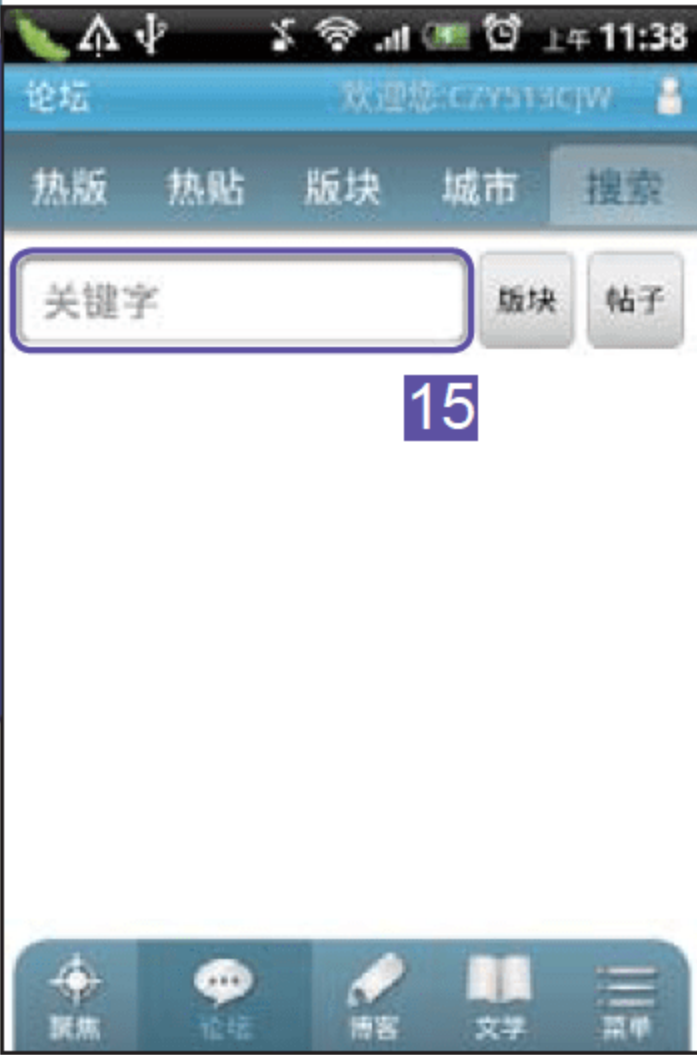 上午 11:38
论坛 欢迎您:CZY513CJW
热版 热贴 版块 城市 搜索
关键字 版块 帖子
15
聚焦 论坛 博客 文学 菜单